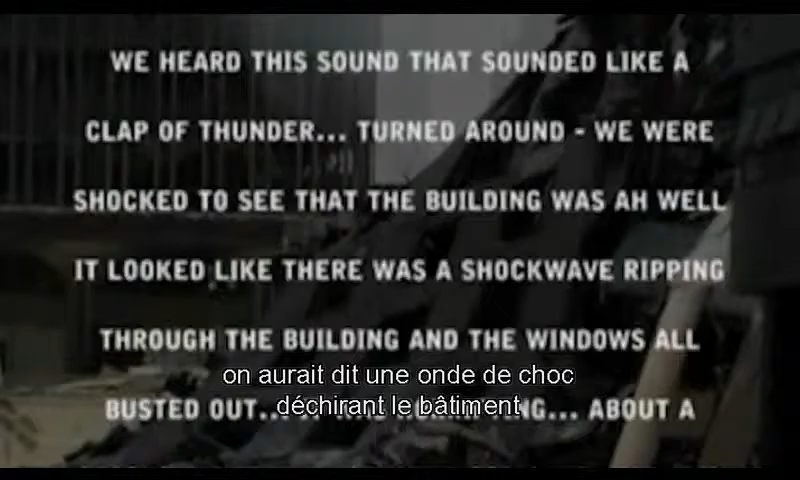 WE HEARD THIS SOUND THAT SOUNDED LIKE A
CLAP OF THUNDER... TURNED AROUND - WE WERE
SHOCKED TO SEE THAT THE BUILDING WAS AH WELL
IT LOOKED LIKE THERE WAS A SHOCKWAVE RIPPING
THROUGH THE BUILDING AND THE WINDOWS ALL
on aurait dit une onde de choc
BUSTED OUT... ABOUT A
déchirant le bâtiment